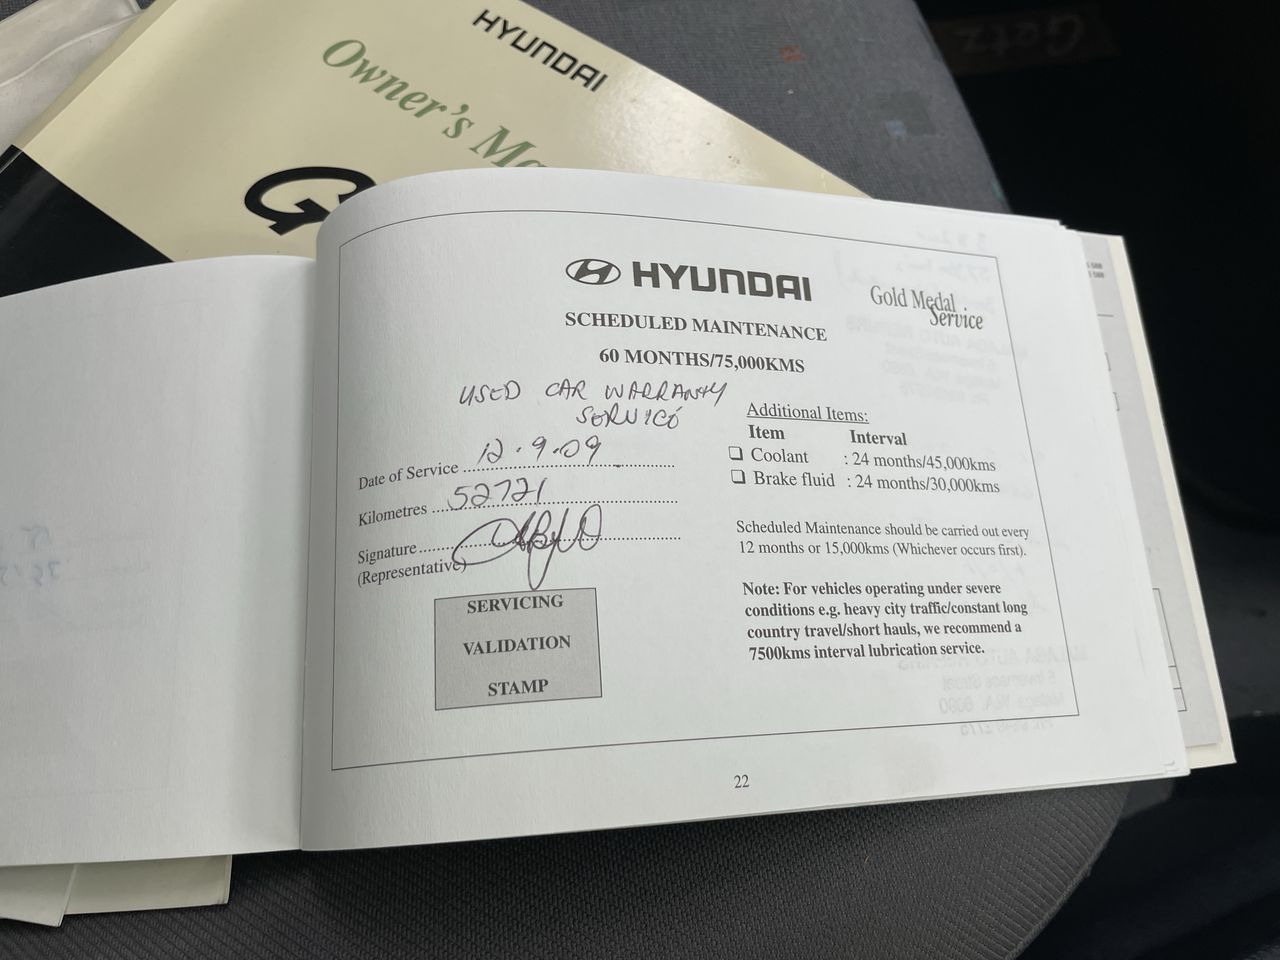 HYUNDAI
Owner's Ma
G
Getz
HYUNDAI
Gold Medal
Service
SCHEDULED MAINTENANCE
60 MONTHS/75,000KMS
USED CAR WARRANTY
SERVICE
Date of Service 12.9.09
Kilometres 52721
Signature
(Representative)
SERVICING
VALIDATION
STAMP
Additional Items:
Item Interval
❏ Coolant : 24 months/45,000kms
❏ Brake fluid : 24 months/30,000kms
Scheduled Maintenance should be carried out every
12 months or 15,000kms (Whichever occurs first).
Note: For vehicles operating under severe
conditions e.g. heavy city traffic/constant long
country travel/short hauls, we recommend a
7500kms interval lubrication service.
22